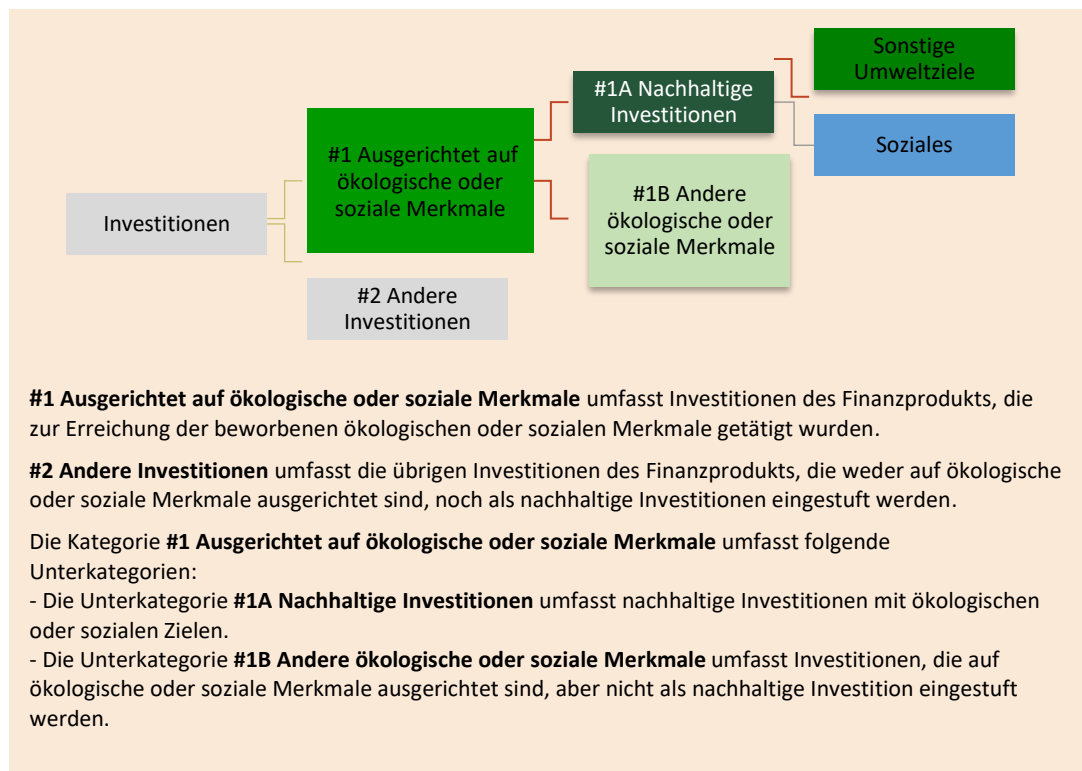 Sonstige
Umweltziele
#1A Nachhaltige
Investitionen
Soziales
#1 Ausgerichtet auf
ökologische oder
soziale Merkmale
#1B Andere
ökologische oder
soziale Merkmale
Investitionen
#2 Andere
Investitionen
#1 Ausgerichtet auf ökologische oder soziale Merkmale umfasst Investitionen des Finanzprodukts, die
zur Erreichung der beworbenen ökologischen oder sozialen Merkmale getätigt wurden.
#2 Andere Investitionen umfasst die übrigen Investitionen des Finanzprodukts, die weder auf ökologische
oder soziale Merkmale ausgerichtet sind, noch als nachhaltige Investitionen eingestuft werden.
Die Kategorie #1 Ausgerichtet auf ökologische oder soziale Merkmale umfasst folgende
Unterkategorien:
- Die Unterkategorie #1A Nachhaltige Investitionen umfasst nachhaltige Investitionen mit ökologischen
oder sozialen Zielen.
- Die Unterkategorie #1B Andere ökologische oder soziale Merkmale umfasst Investitionen, die auf
ökologische oder soziale Merkmale ausgerichtet sind, aber nicht als nachhaltige Investition eingestuft
werden.